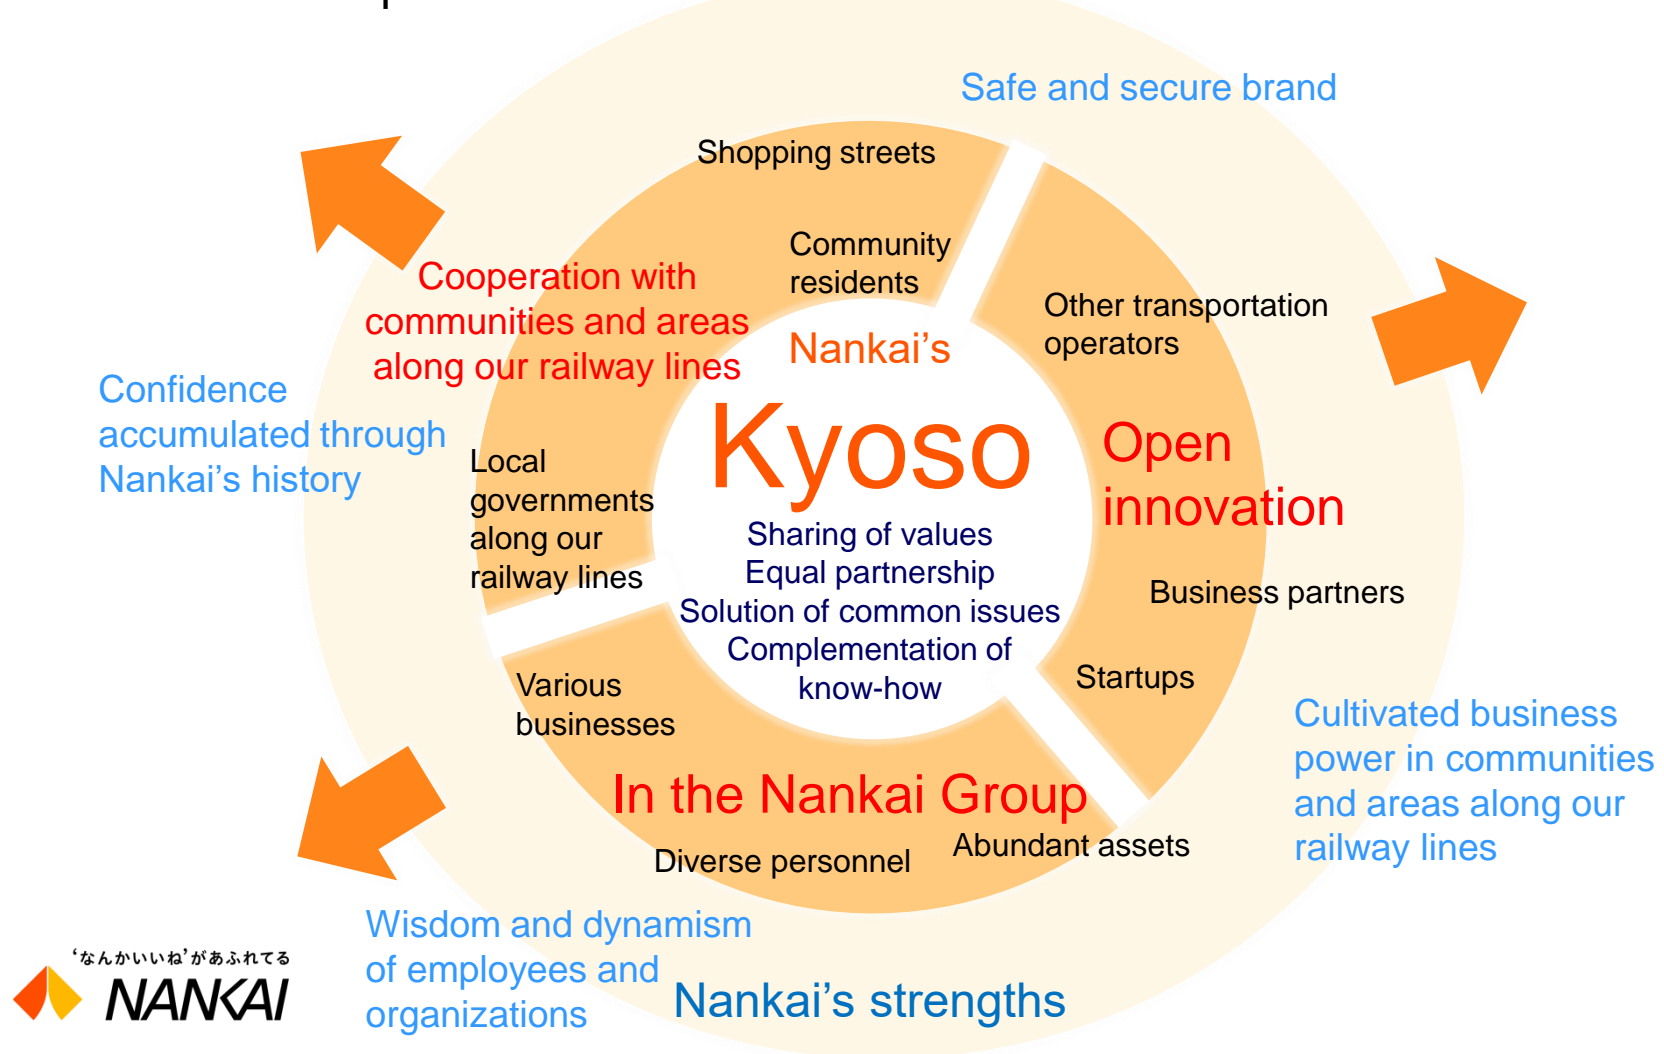 Safe and secure brand
Shopping streets
Community
residents
Cooperation with
communities and areas
along our railway lines
Other transportation
operators
Nankai's
Kyoso
Sharing of values
Equal partnership
Solution of common issues
Complementation of
know-how
Confidence
accumulated through
Nankai's history
Local
governments
along our
railway lines
Open
innovation
Business partners
Startups
Various
businesses
In the Nankai Group
Diverse personnel
Abundant assets
Cultivated business
power in communities
and areas along our
railway lines
Wisdom and dynamism
of employees and
organizations
Nankai's strengths
‘なんかいいね’があふれてる
NANKAI